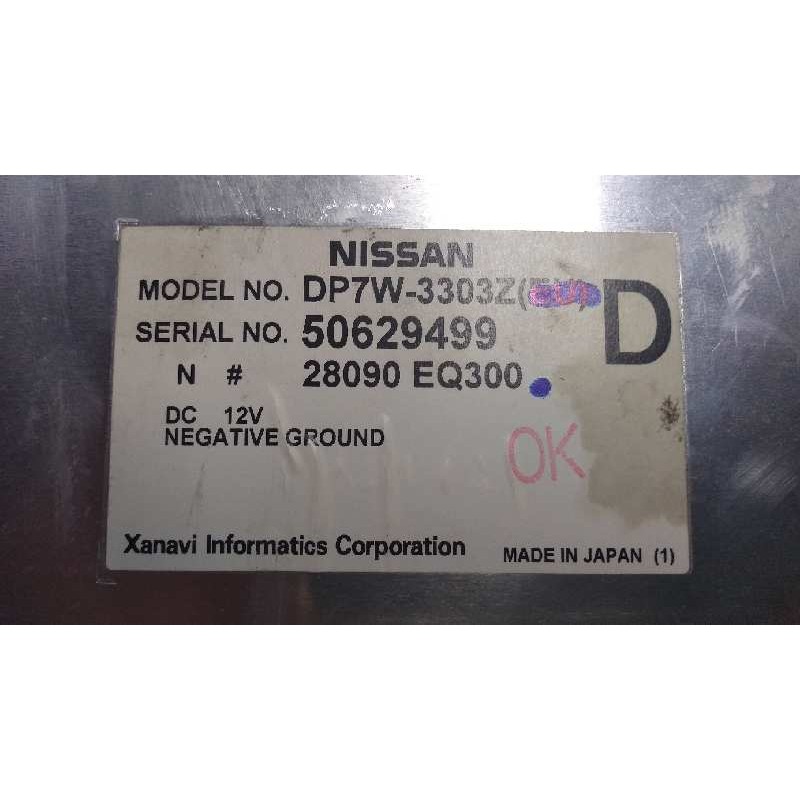 NISSAN
MODEL NO. DP7W-3303Z(
SERIAL NO. 50629499
D
N # 28090 EQ300
DC 12V
NEGATIVE GROUND
OK
Xanavi Informatics Corporation
MADE IN JAPAN (1)